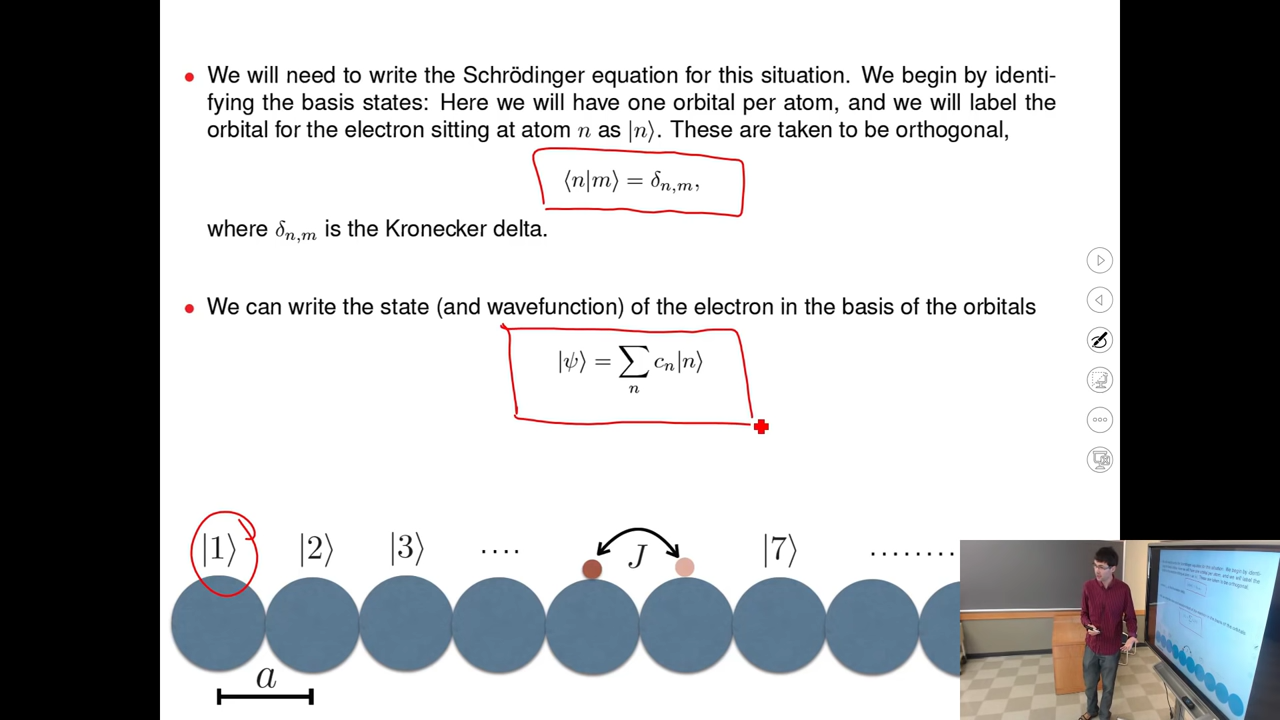 • We will need to write the Schrödinger equation for this situation. We begin by identi-
fying the basis states: Here we will have one orbital per atom, and we will label the
orbital for the electron sitting at atom n as |n⟩. These are taken to be orthogonal,
⟨n|m⟩ = δₙ,ₘ,
where δₙ,ₘ is the Kronecker delta.
• We can write the state (and wavefunction) of the electron in the basis of the orbitals
|ψ⟩ = ∑ₙ cₙ|n⟩
|1⟩ |2⟩ |3⟩ .... J |7⟩ ........
a